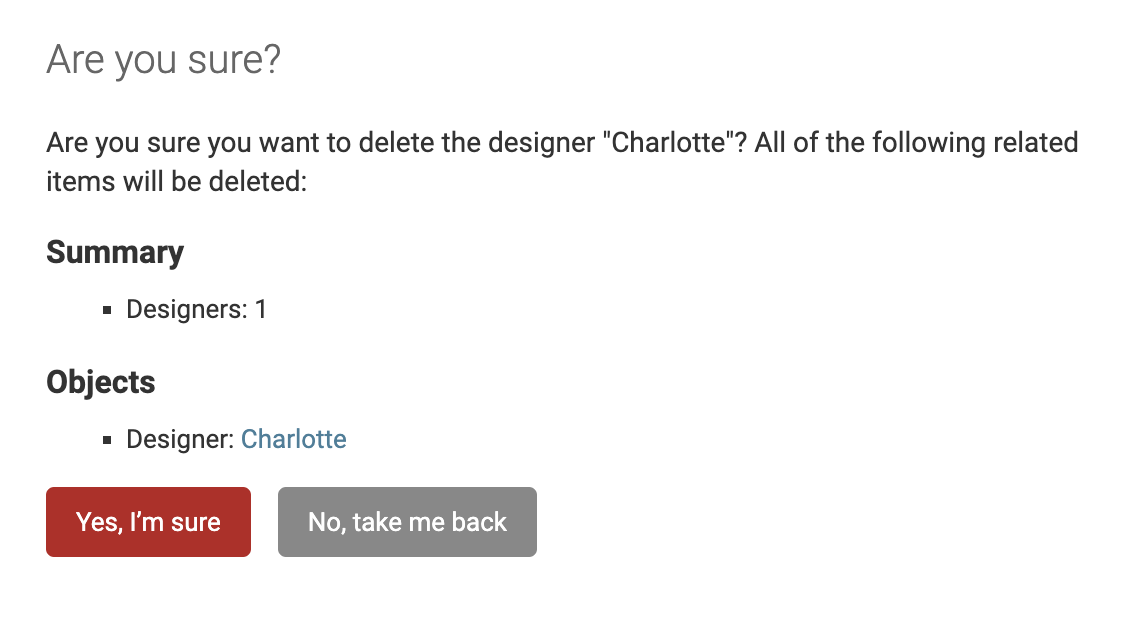 Are you sure?
Are you sure you want to delete the designer "Charlotte"? All of the following related
items will be deleted:
Summary
Designers: 1
Objects
Designer: Charlotte
Yes, I’m sure
No, take me back